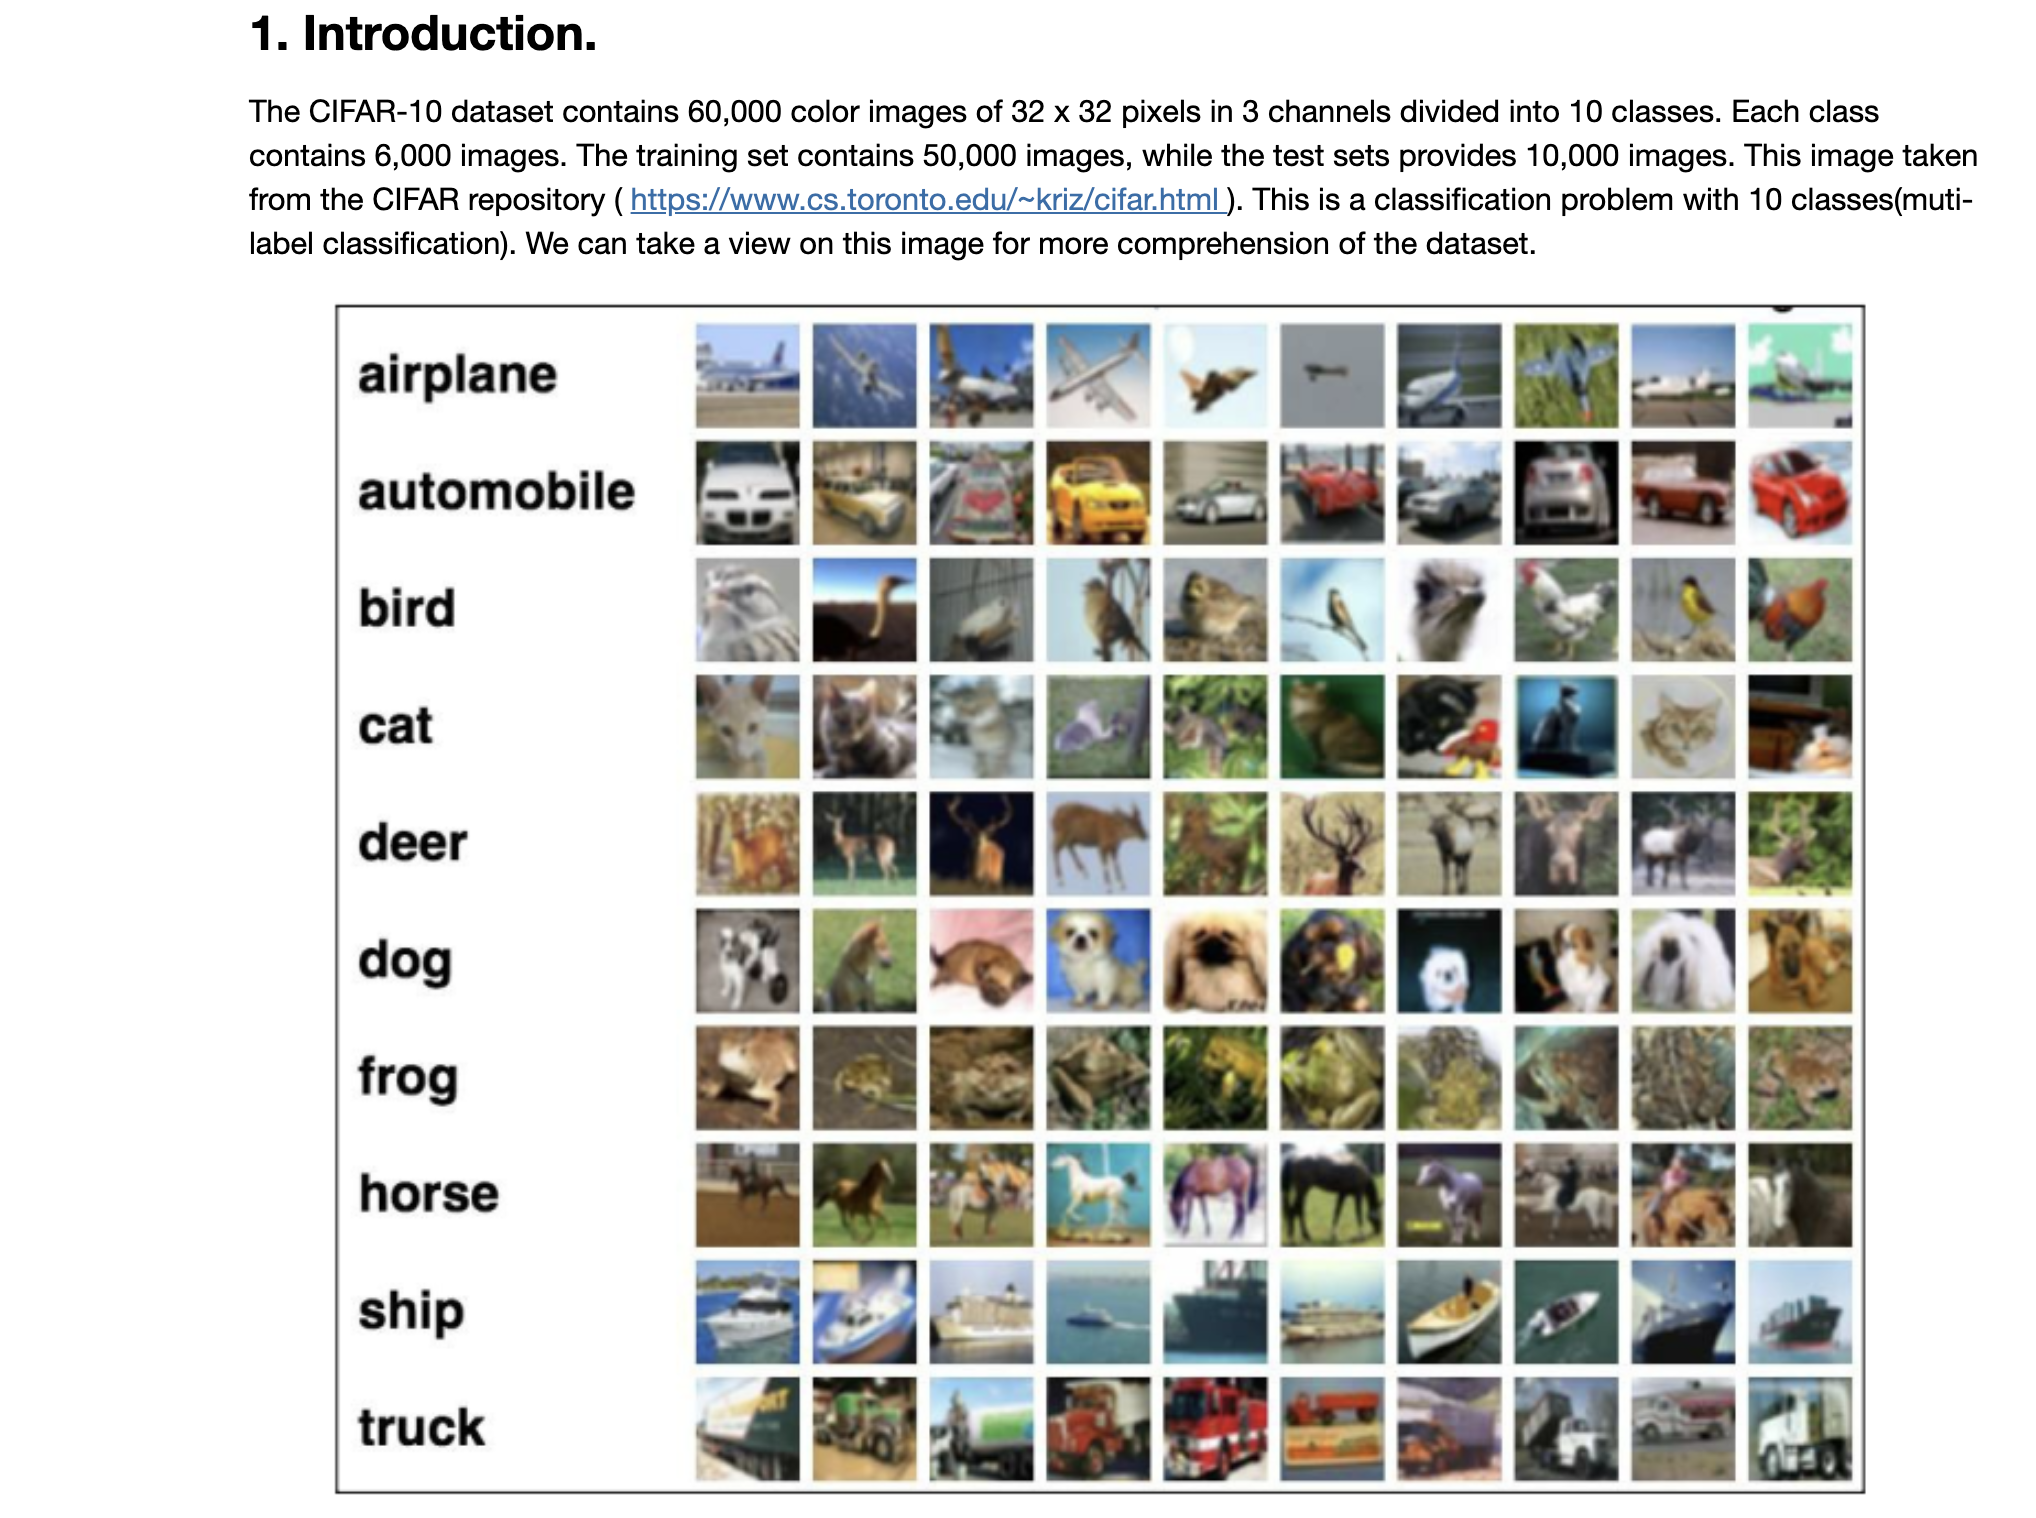 1. Introduction.
The CIFAR-10 dataset contains 60,000 color images of 32 x 32 pixels in 3 channels divided into 10 classes. Each class
contains 6,000 images. The training set contains 50,000 images, while the test sets provides 10,000 images. This image taken
from the CIFAR repository ( https://www.cs.toronto.edu/~kriz/cifar.html ). This is a classification problem with 10 classes(muti-
label classification). We can take a view on this image for more comprehension of the dataset.
airplane
automobile
bird
cat
deer
dog
frog
horse
ship
truck